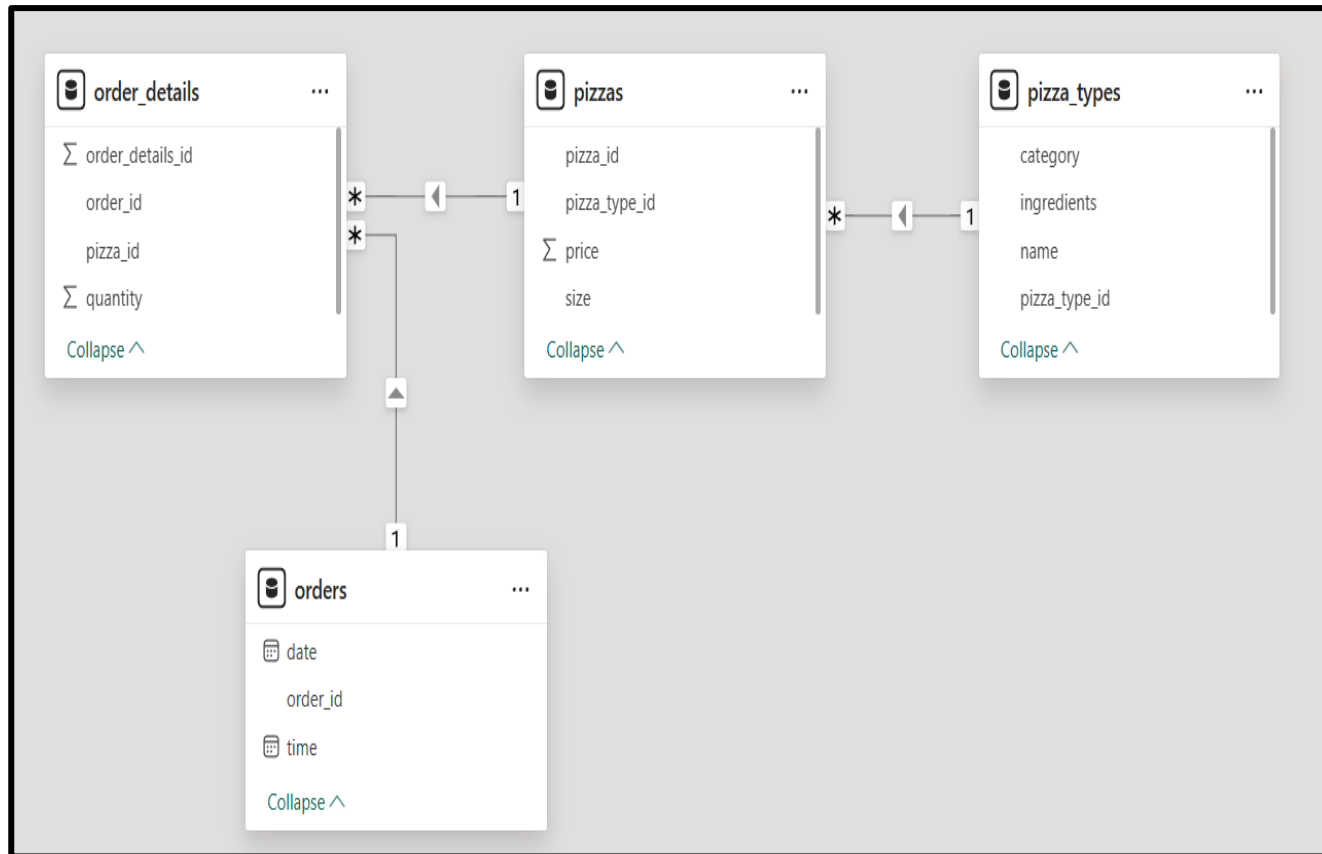 order_details ...
Σ order_details_id
order_id
pizza_id
Σ quantity
Collapse
* 1
*
pizzas ...
pizza_id
pizza_type_id
Σ price
size
Collapse
* 1
pizza_types ...
category
ingredients
name
pizza_type_id
Collapse
1
orders ...
date
order_id
time
Collapse